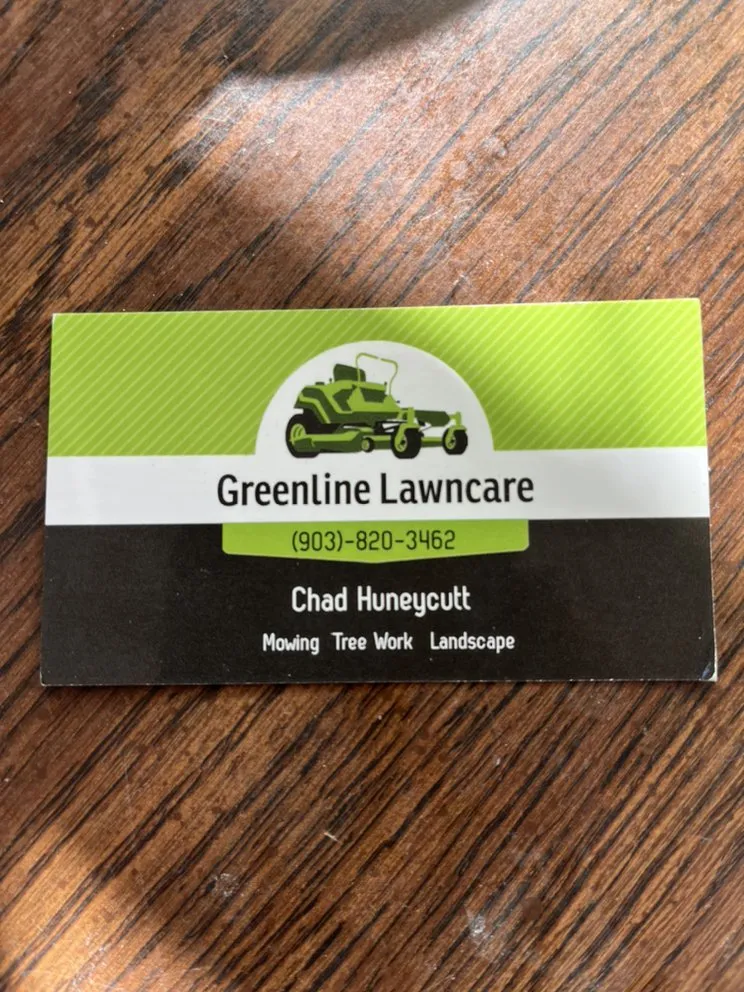 Greenline Lawncare
(903)-820-3462
Chad Huneycutt
Mowing Tree Work Landscape